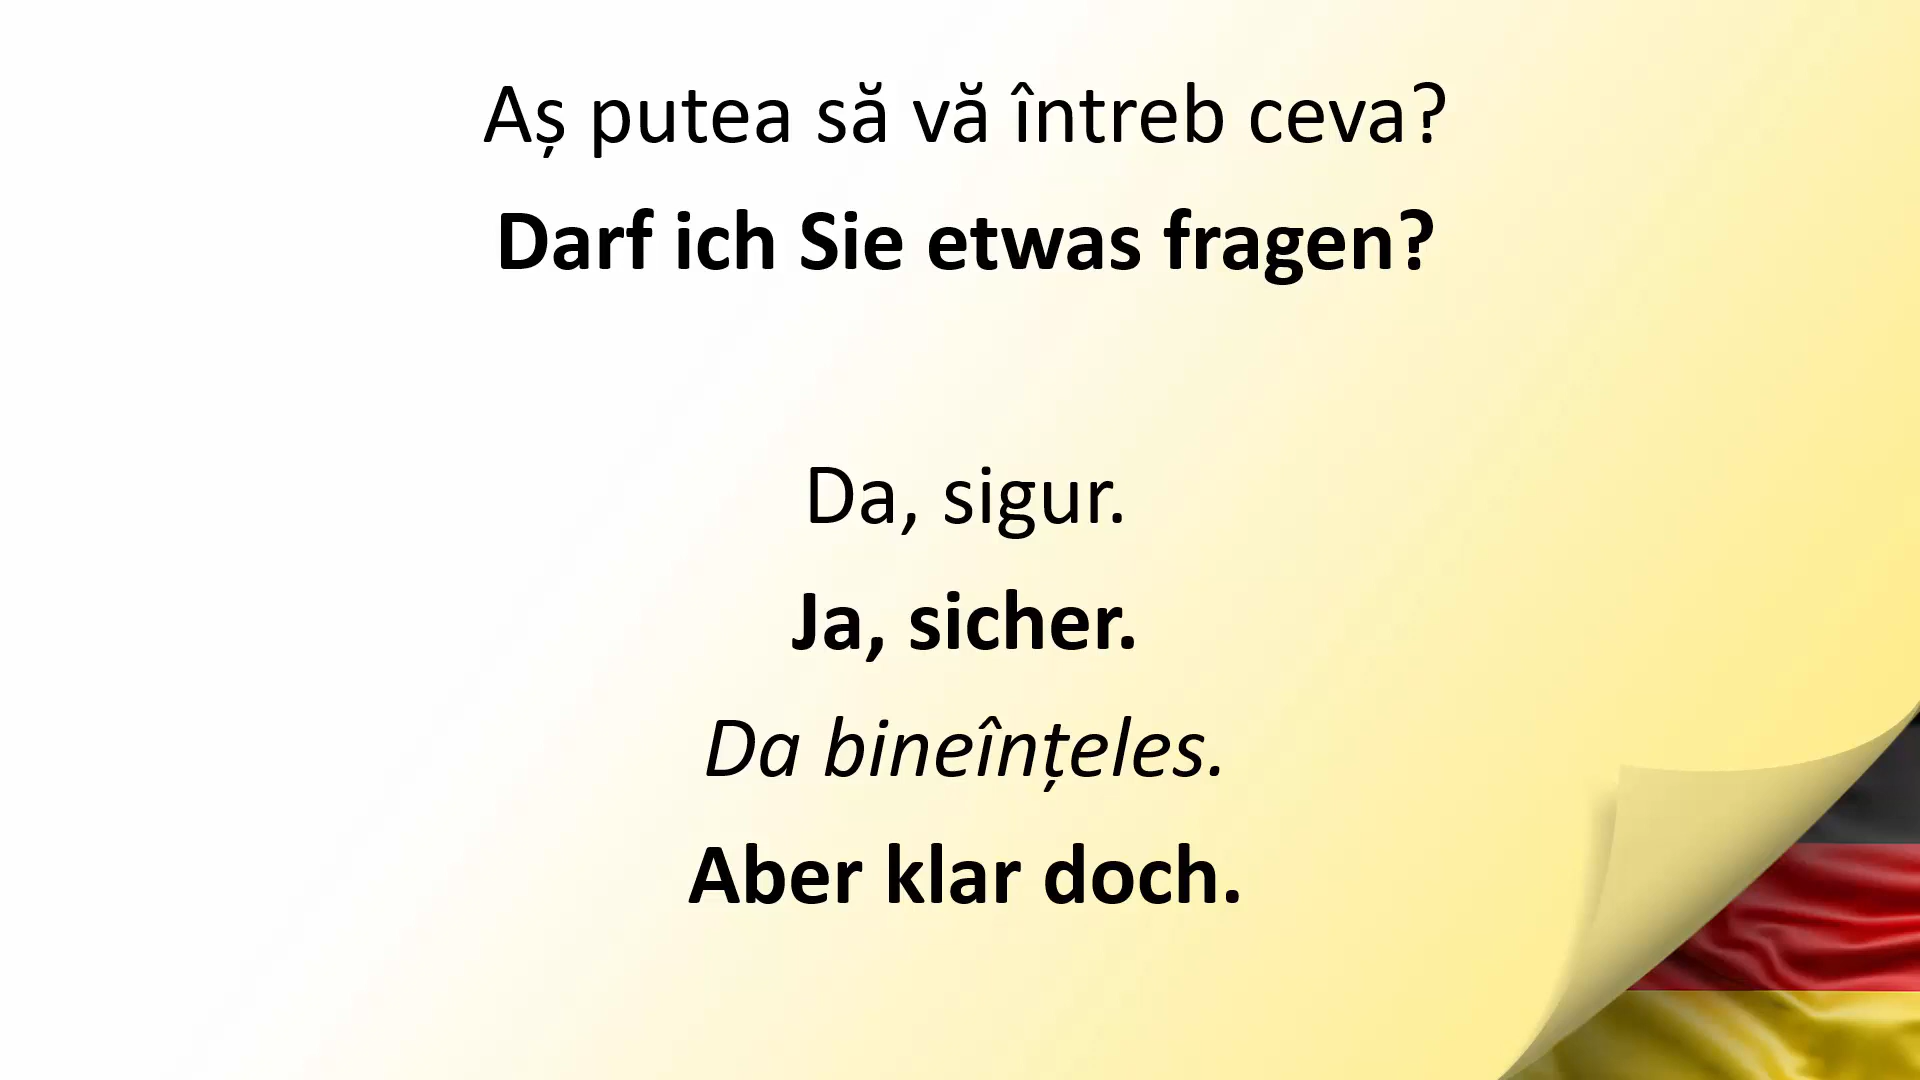 Aș putea să vă întreb ceva?
Darf ich Sie etwas fragen?
Da, sigur.
Ja, sicher.
Da bineînțeles.
Aber klar doch.